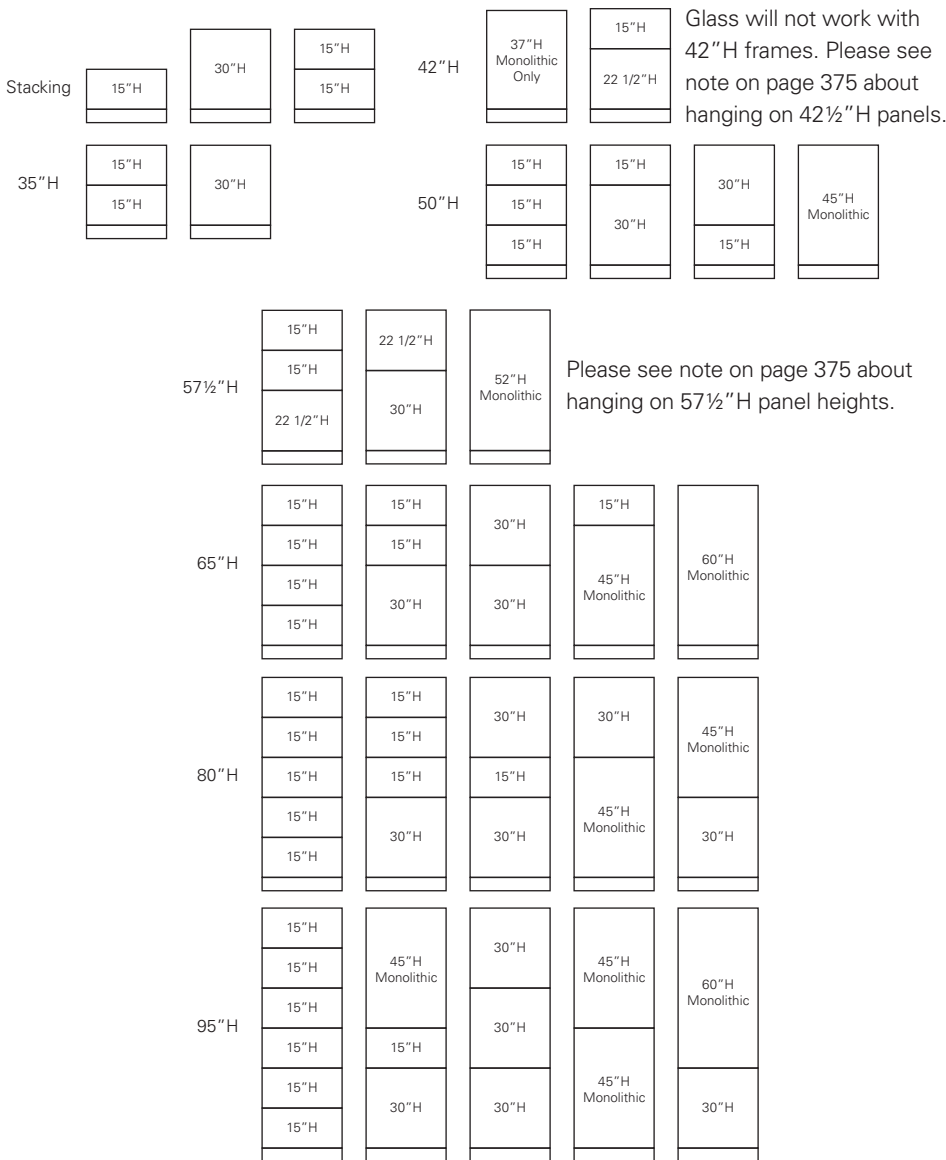 Stacking
15"H
30"H
15"H
15"H
42"H
37"H
Monolithic
Only
15"H
22 1/2"H
Glass will not work with
42"H frames. Please see
note on page 375 about
hanging on 42½"H panels.
35"H
15"H
15"H
30"H
50"H
15"H
15"H
15"H
15"H
30"H
30"H
15"H
45"H
Monolithic
57½"H
15"H
15"H
22 1/2"H
22 1/2"H
30"H
52"H
Monolithic
Please see note on page 375 about
hanging on 57½"H panel heights.
65"H
15"H
15"H
15"H
15"H
15"H
15"H
30"H
30"H
30"H
15"H
45"H
Monolithic
60"H
Monolithic
80"H
15"H
15"H
15"H
15"H
15"H
15"H
15"H
15"H
30"H
30"H
15"H
30"H
30"H
45"H
Monolithic
45"H
Monolithic
30"H
95"H
15"H
15"H
15"H
15"H
15"H
15"H
45"H
Monolithic
15"H
30"H
30"H
30"H
30"H
45"H
Monolithic
45"H
Monolithic
60"H
Monolithic
30"H